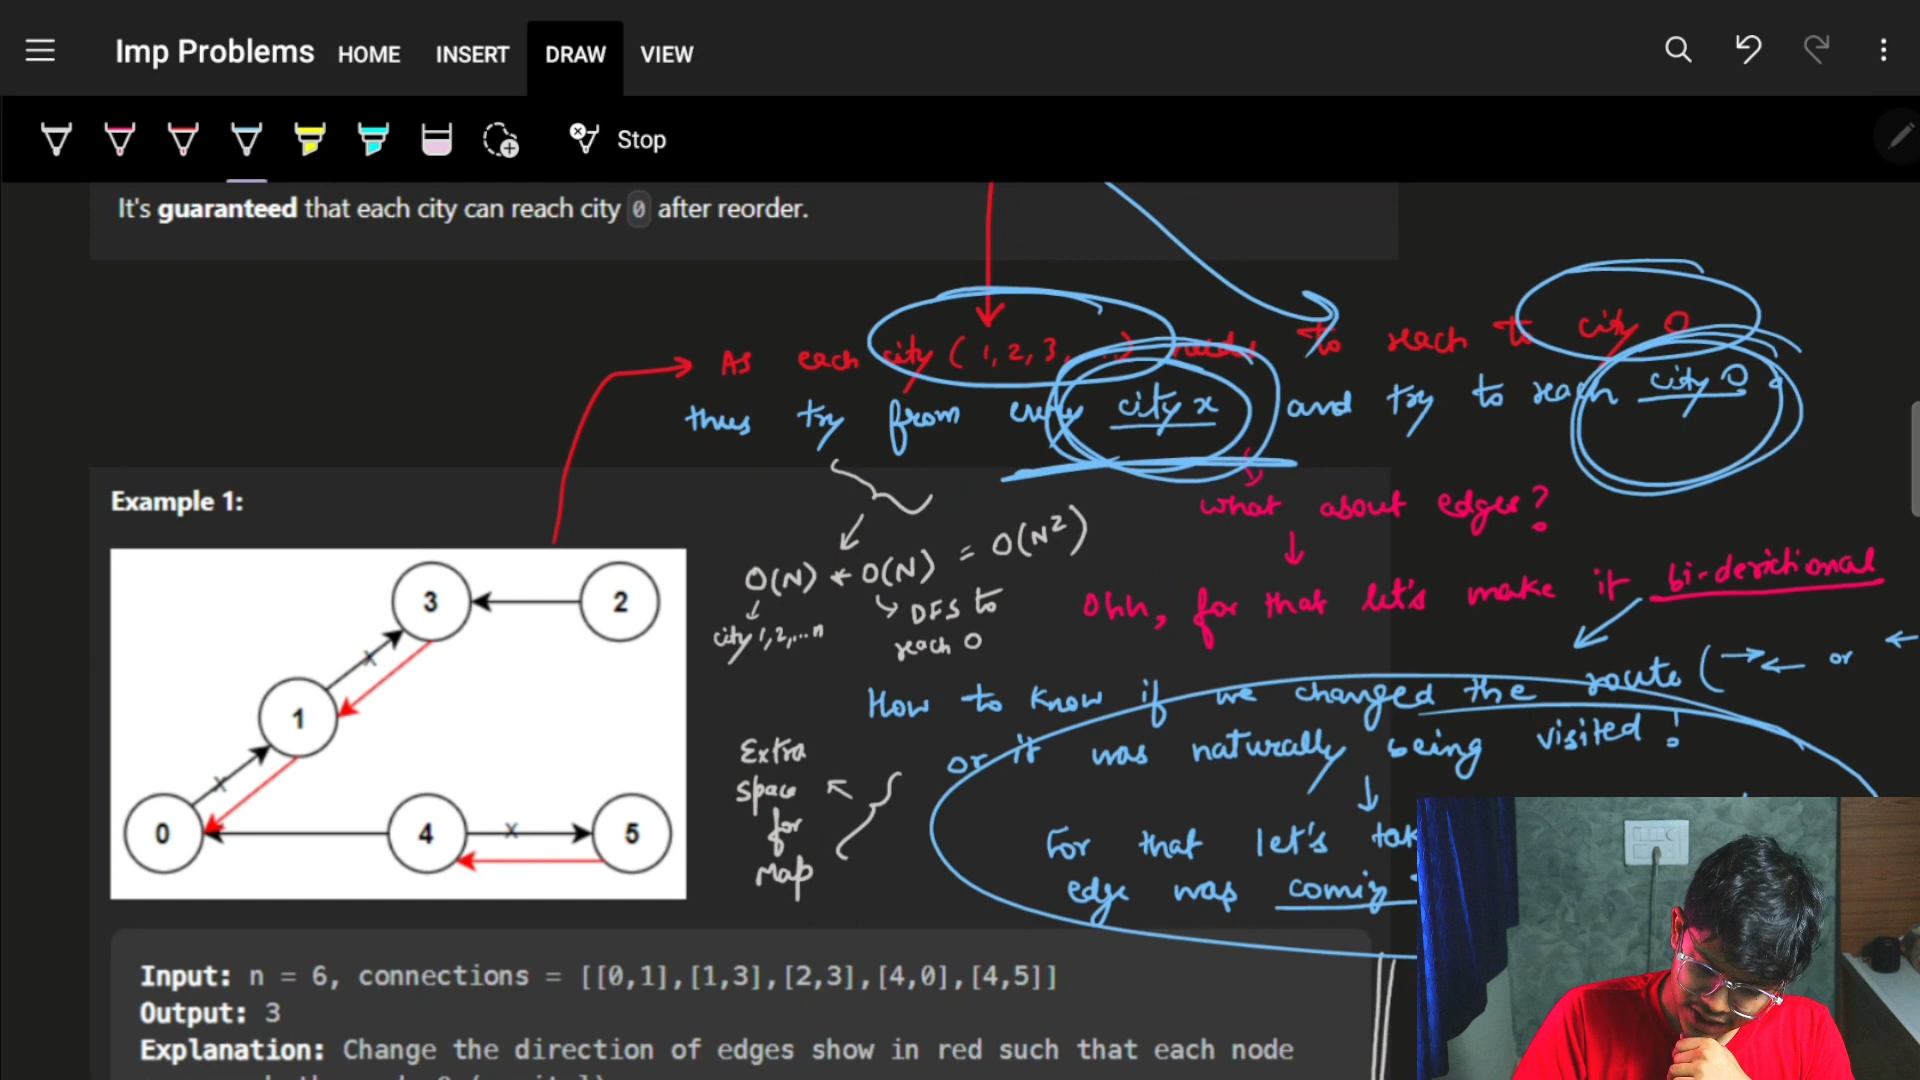 Imp Problems HOME INSERT DRAW VIEW
Stop
It's guaranteed that each city can reach city 0 after reorder.
As each city (1, 2, 3, ...) needs to reach to city 0
thus try from every city x and try to reach city 0.
what about edges?
Ohh, for that let's make it bi-derictional
Example 1:
O(N) * O(N) = O(N²)
city 1,2,...n
DFS to
reach 0
How to know if we changed the route (→← or ←
or it was naturally being visited!
For that let's
edge was coming
Extra
space
for
Map
3 2
x
1
x
0 4 x 5
Input: n = 6, connections = [[0,1],[1,3],[2,3],[4,0],[4,5]]
Output: 3
Explanation: Change the direction of edges show in red such that each node